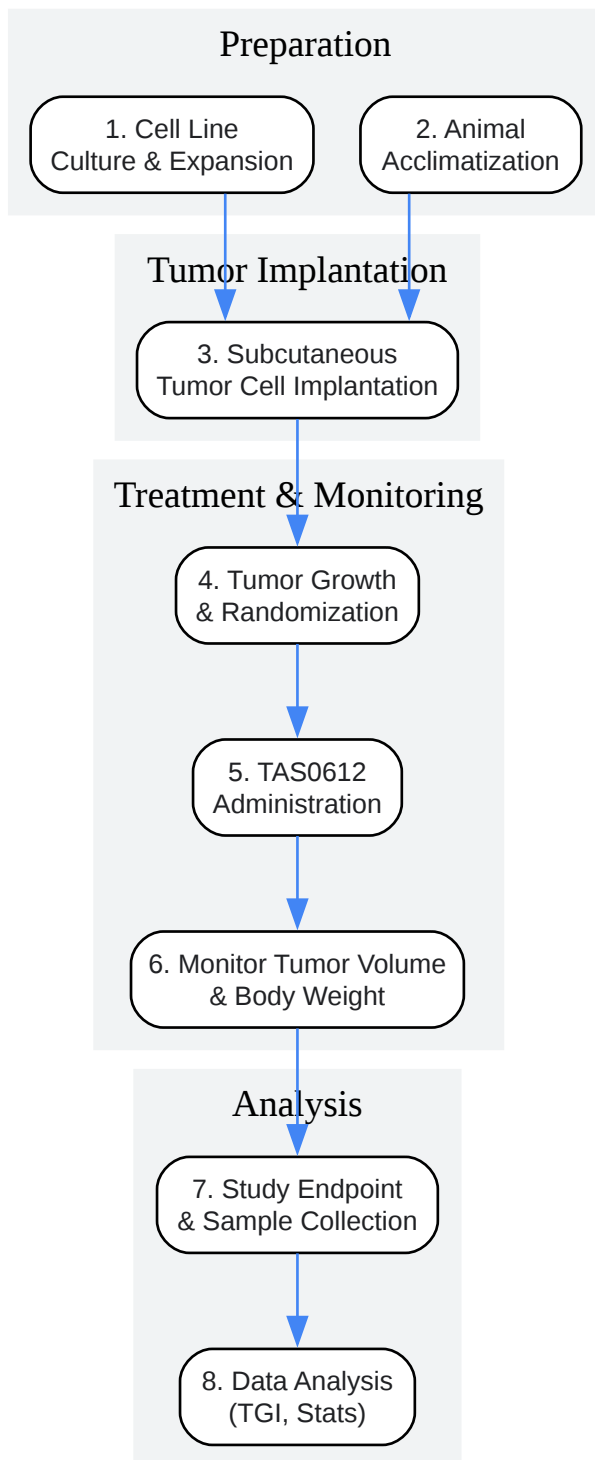 Preparation
1. Cell Line
Culture & Expansion
2. Animal
Acclimatization
Tumor Implantation
3. Subcutaneous
Tumor Cell Implantation
Treatment & Monitoring
4. Tumor Growth
& Randomization
5. TAS0612
Administration
6. Monitor Tumor Volume
& Body Weight
Analysis
7. Study Endpoint
& Sample Collection
8. Data Analysis
(TGI, Stats)